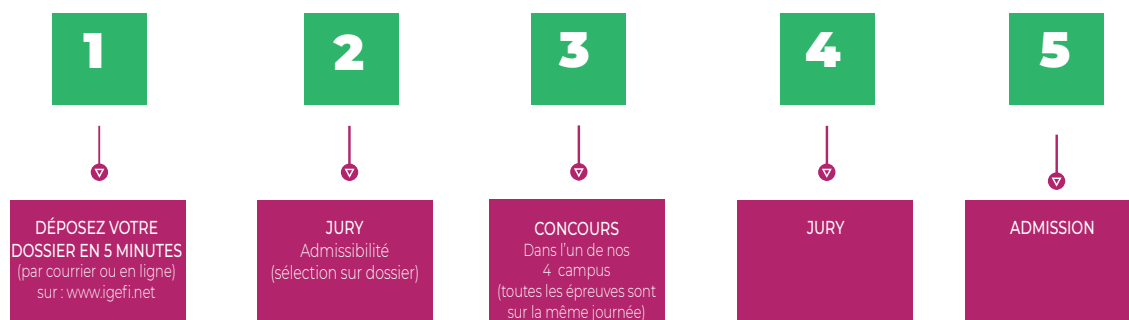 1
2
3
4
5
DÉPOSEZ VOTRE
DOSSIER EN 5 MINUTES
(par courrier ou en ligne)
sur : www.igefi.net
JURY
Admissibilité
(sélection sur dossier)
CONCOURS
Dans l'un de nos
4 campus
(toutes les épreuves sont
sur la même journée)
JURY
ADMISSION